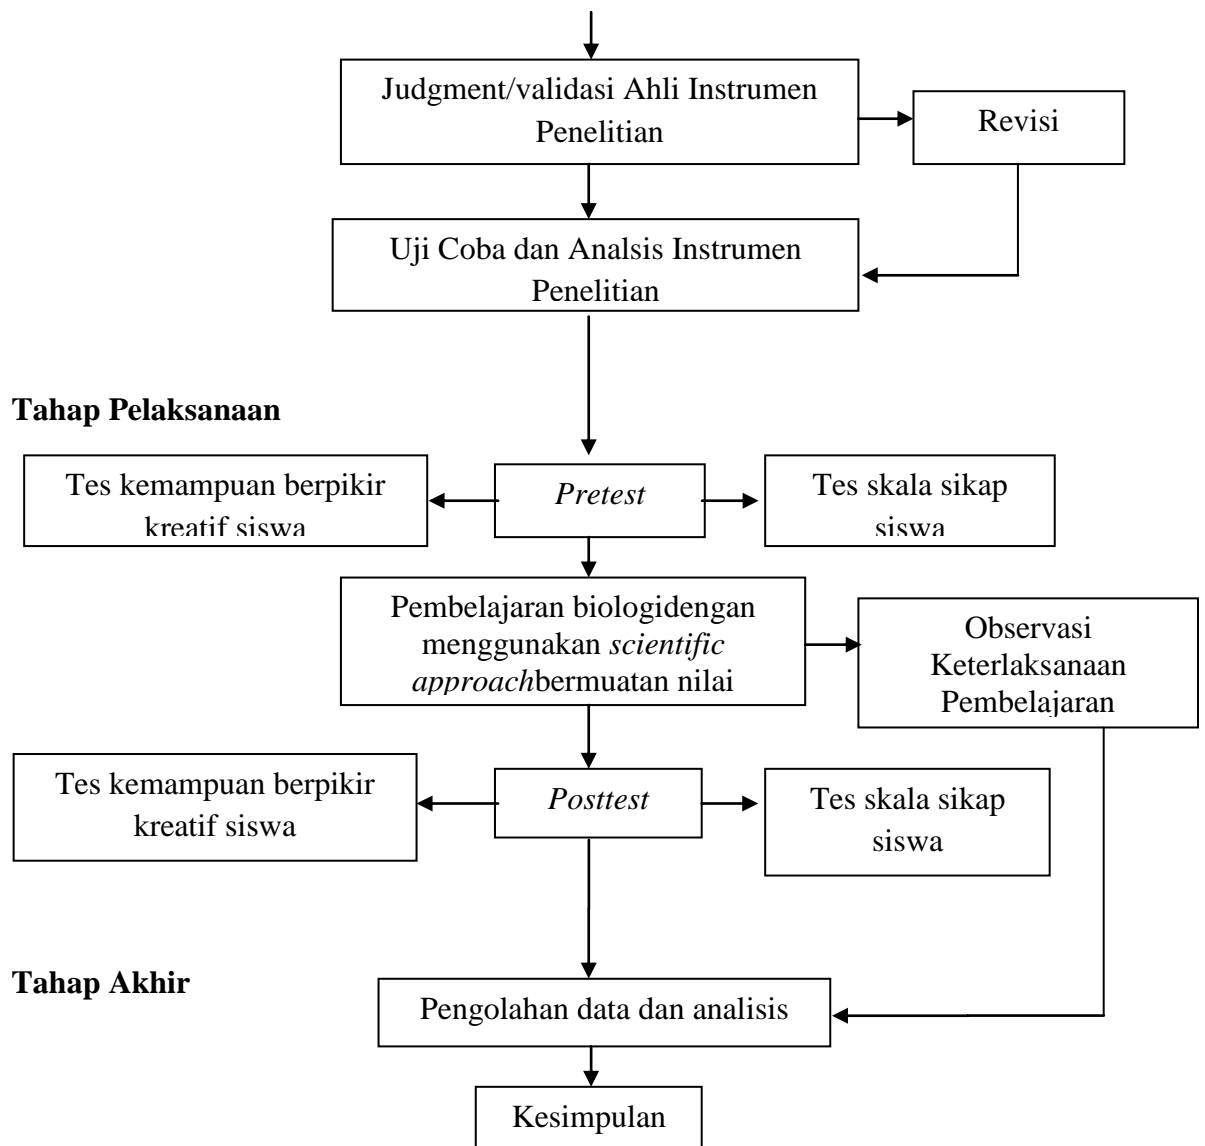 Judgment/validasi Ahli Instrumen
Penelitian
Revisi
Uji Coba dan Analsis Instrumen
Penelitian
Tahap Pelaksanaan
Tes kemampuan berpikir
kreatif siswa
Pretest
Tes skala sikap
siswa
Pembelajaran biologidengan
menggunakan scientific
approachbermuatan nilai
Observasi
Keterlaksanaan
Pembelajaran
Tes kemampuan berpikir
kreatif siswa
Posttest
Tes skala sikap
siswa
Tahap Akhir
Pengolahan data dan analisis
Kesimpulan